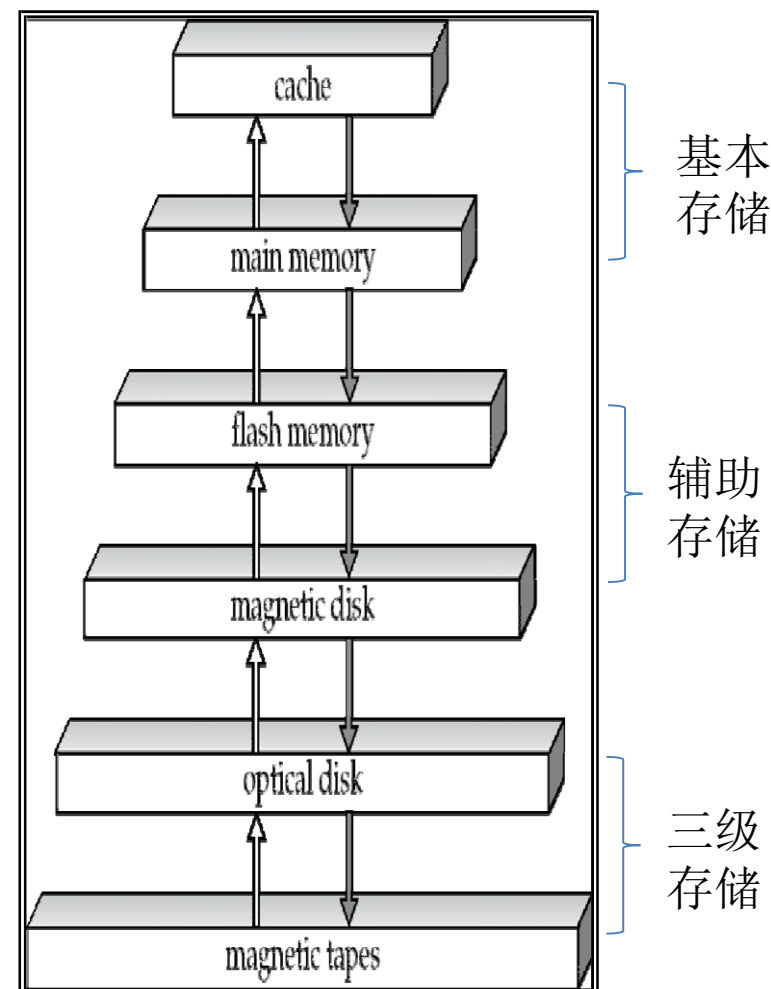 cache
基本
存储
main memory
flash memory
辅助
存储
magnetic disk
optical disk
三级
存储
magnetic tapes